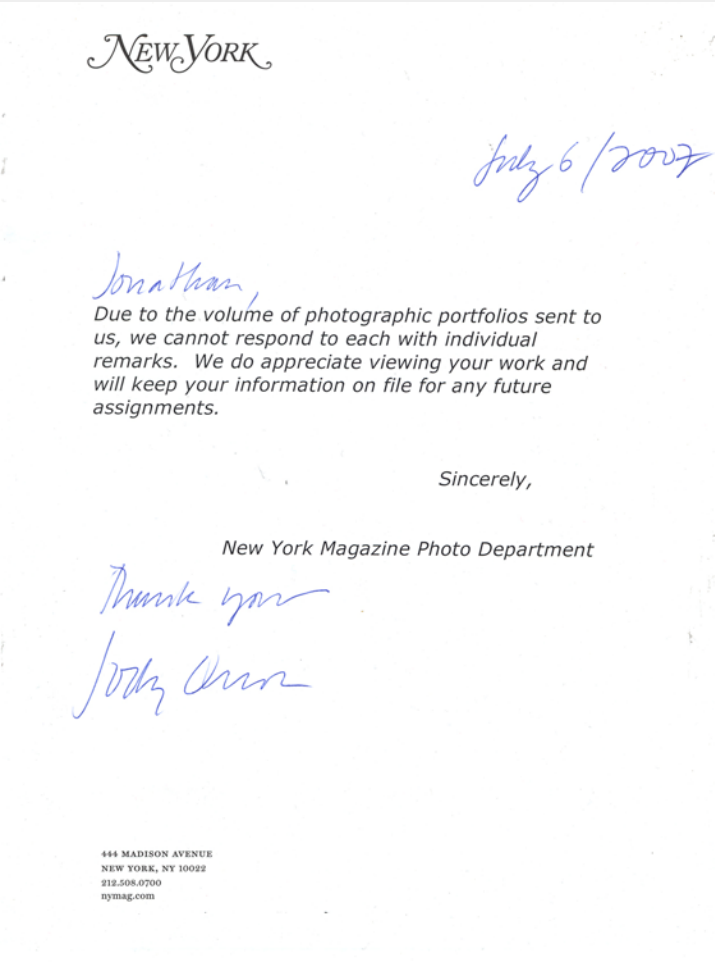 NEW YORK
July 6/2007
Jonathan,
Due to the volume of photographic portfolios sent to
us, we cannot respond to each with individual
remarks.  We do appreciate viewing your work and
will keep your information on file for any future
assignments.
Sincerely,
New York Magazine Photo Department
Thank you
Jody
444 MADISON AVENUE
NEW YORK, NY 10022
212.508.0700
nymag.com